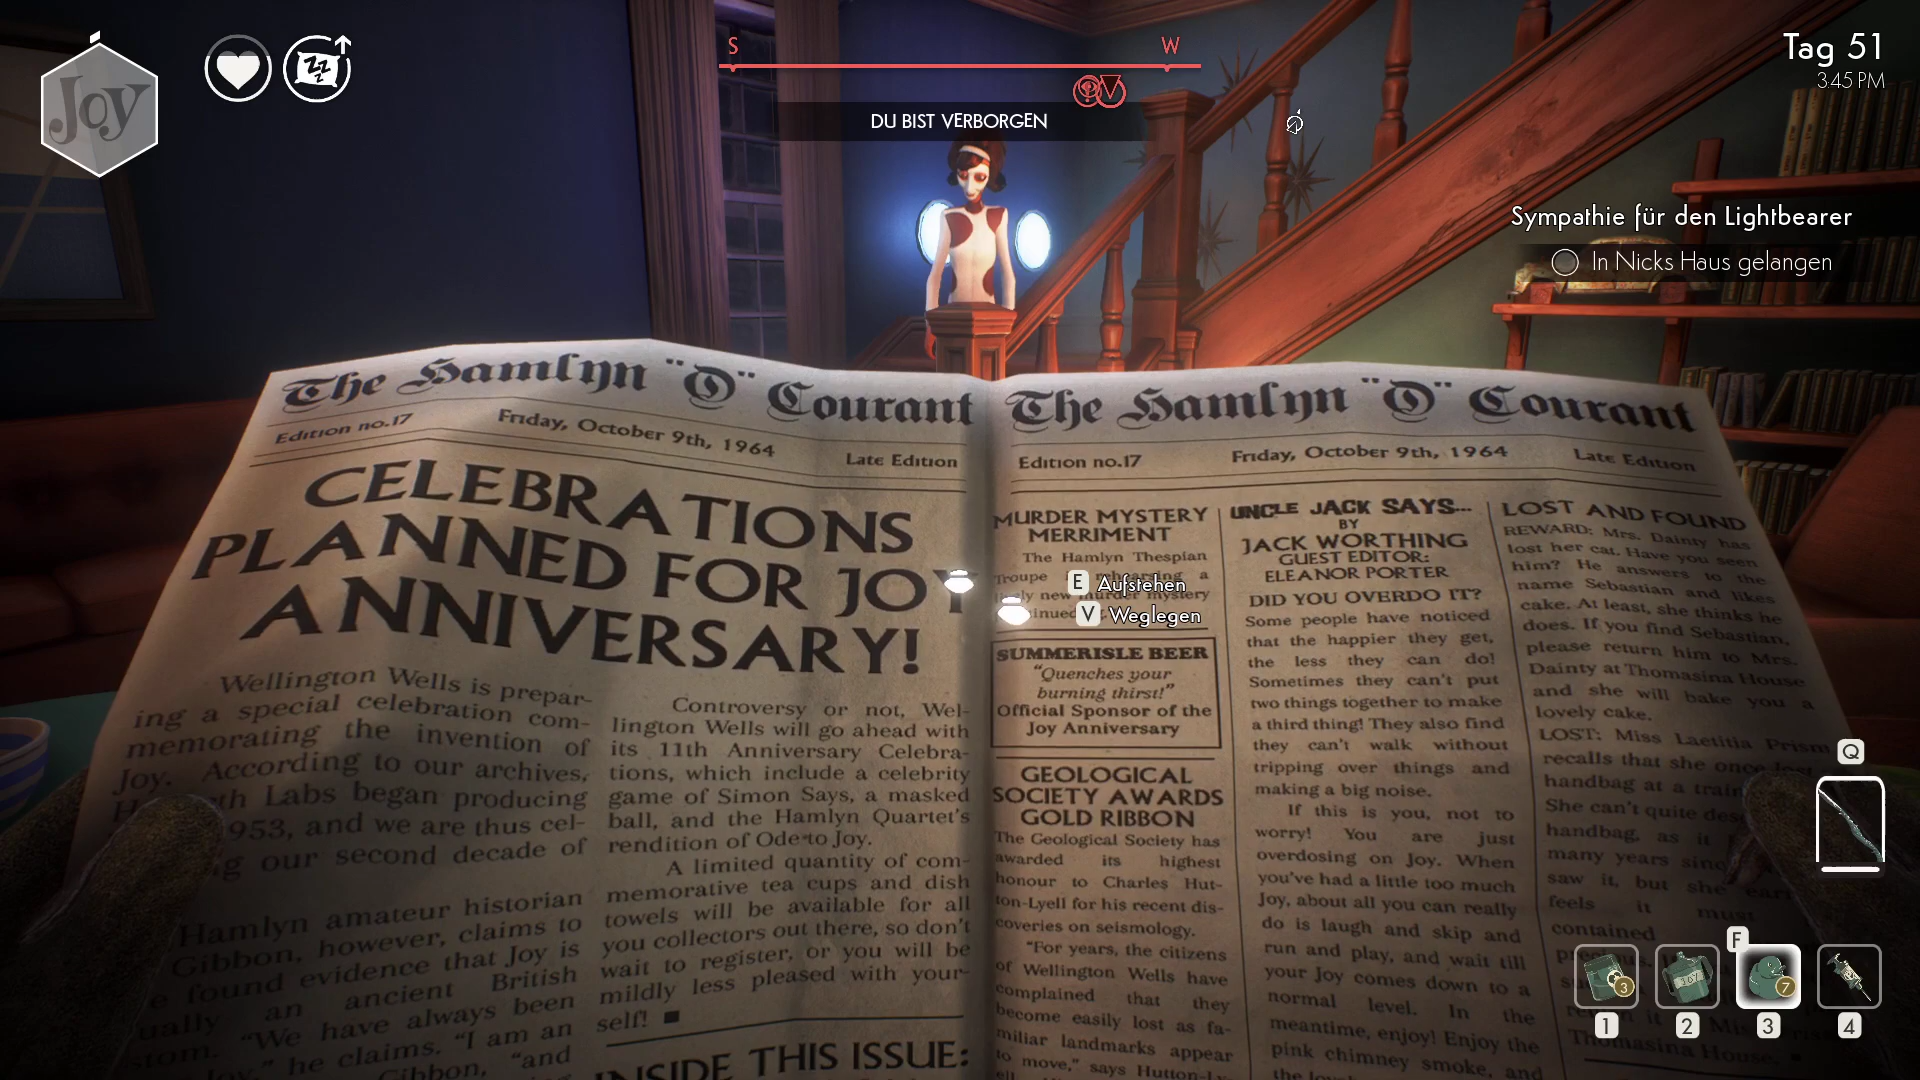 Joy
ZZZ
S
W
DU BIST VERBORGEN
Tag 51
3:45 PM
Sympathie für den Lightbearer
In Nicks Haus gelangen
The Hamlyn "O" Courant
Edition no.17
Friday, October 9th, 1964
Late Edition
CELEBRATIONS
PLANNED FOR JOY
ANNIVERSARY!
Wellington Wells is prepar-
ing a special celebration com-
memorating the invention of
Joy. According to our archives,
th Labs began producing
953, and we are thus cel-
our second decade of
Hamlyn amateur historian
Gibbon, however, claims to
found evidence that Joy is
an ancient British
"We have always been
he claims. "I am an
Gibbon, "and
Controversy or not, Wel-
lington Wells will go ahead with
its 11th Anniversary Celebra-
tions, which include a celebrity
game of Simon Says, a masked
ball, and the Hamlyn Quartet's
rendition of Ode to Joy.
A limited quantity of com-
memorative tea cups and dish
towels will be available for all
you collectors out there, so don't
wait to register, or you will be
mildly less pleased with your-
self!
INSIDE THIS ISSUE:
The Hamlyn "O" Courant
Edition no.17
Friday, October 9th, 1964
Late Edition
MURDER MYSTERY
MERRIMENT
The Hamlyn Thespian
Troupe a
new murder mystery
E Aufstehen
V Weglegen
SUMMERISLE BEER
"Quenches your
burning thirst!"
Official Sponsor of the
Joy Anniversary
GEOLOGICAL
SOCIETY AWARDS
GOLD RIBBON
The Geological Society has
awarded its highest
honour to Charles Hut-
ton-Lyell for his recent dis-
coveries on seismology.
"For years, the citizens
of Wellington Wells have
complained that they
become easily lost as fa-
miliar landmarks appear
to move," says Hutton-Ly
UNCLE JACK SAYS...
BY
JACK WORTHING
GUEST EDITOR:
ELEANOR PORTER
DID YOU OVERDO IT?
Some people have noticed
that the happier they get,
the less they can do!
Sometimes they can't put
two things together to make
a third thing! They also find
they can't walk without
tripping over things and
making a big noise.
If this is you, not to
worry! You are just
overdosing on Joy. When
you've had a little too much
Joy, about all you can really
do is laugh and skip and
run and play, and wait till
your Joy comes down to a
normal level. In the
meantime, enjoy! Enjoy the
pink chimney smoke, and
LOST AND FOUND
REWARD: Mrs. Dainty has
lost her cat. Have you seen
him? He answers to the
name Sebastian and likes
cake. At least, she thinks he
does. If you find Sebastian,
please return him to Mrs.
Dainty at Thomasina House
and she will bake you a
lovely cake.
LOST: Miss Laetitia Prism
recalls that she once lost
handbag at a train
She can't quite
handbag, as it
many years
saw it, but she
feels it must
contained
Thomasina House.
Q
F
3
7
1
2
3
4